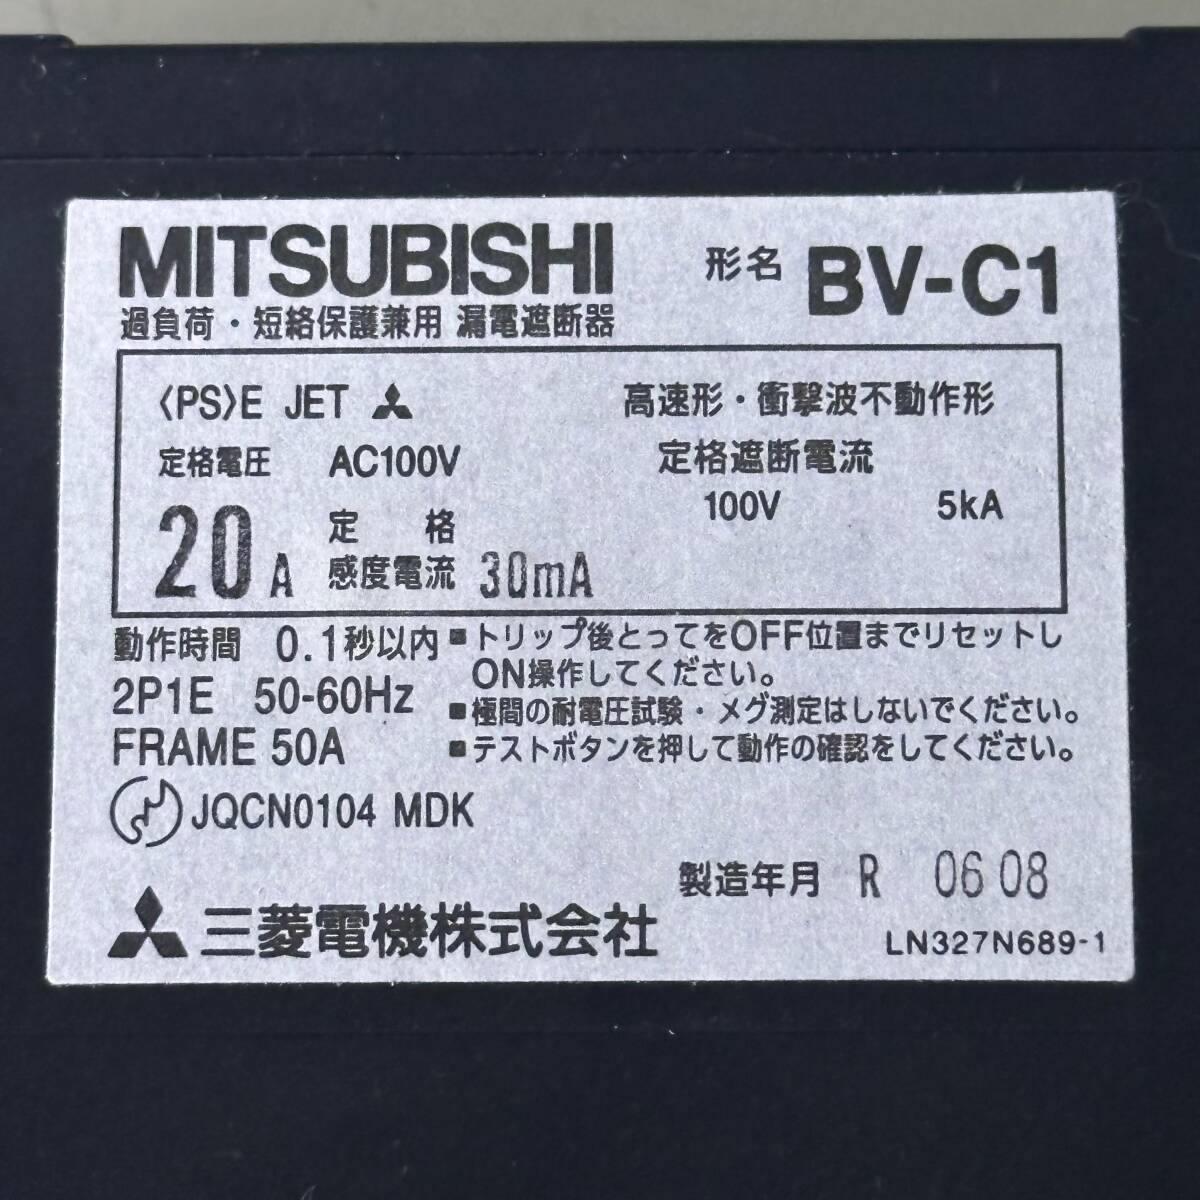 MITSUBISHI
形名 BV-C1
過負荷・短絡保護兼用 漏電遮断器
〈PS〉E JET
高速形・衝撃波不動作形
定格電圧 AC100V
定格遮断電流
100V 5kA
20A
定格
感度電流 30mA
動作時間 0.1秒以内
2P1E 50-60Hz
FRAME 50A
■トリップ後とってをOFF位置までリセットし
ON操作してください。
■極間の耐電圧試験・メグ測定はしないでください。
■テストボタンを押して動作の確認をしてください。
JQCN0104 MDK
製造年月 R 06 08
三菱電機株式会社
LN327N689-1